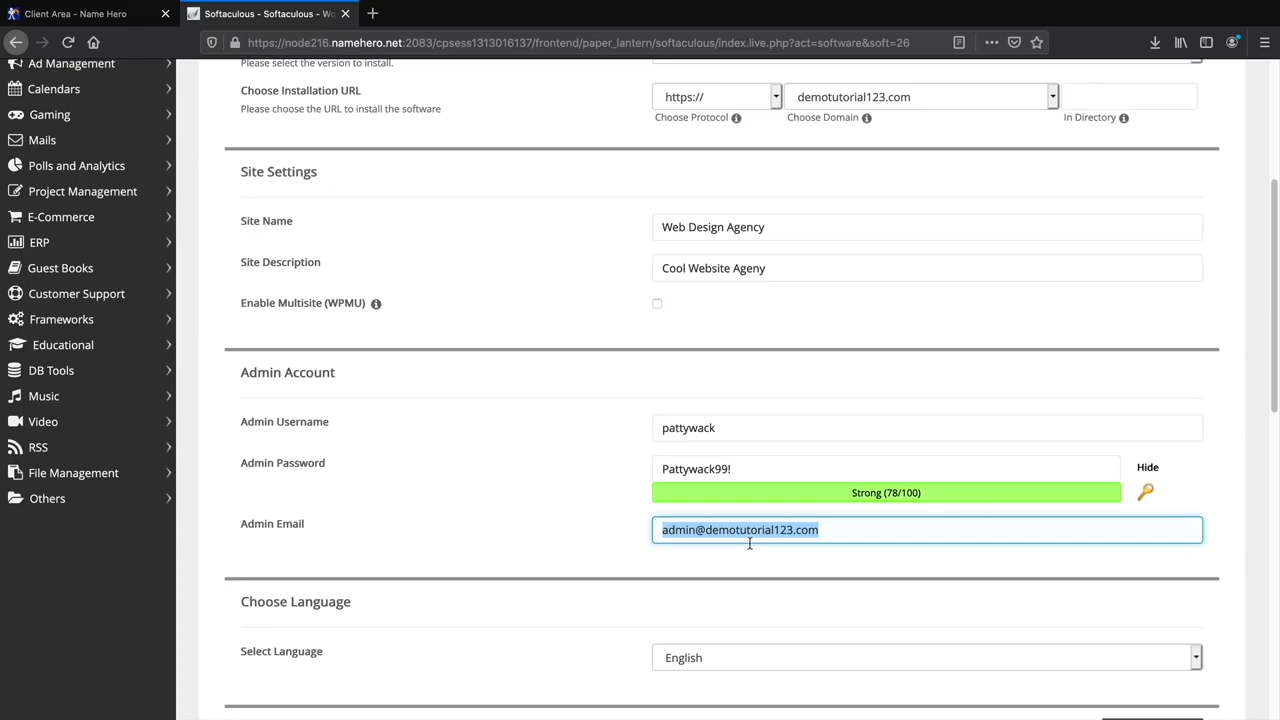 Client Area - Name Hero
Softaculous - Softaculous - Wo
https://node216.namehero.net:2083/cpsess1313016137/frontend/paper_lantern/softaculous/index.live.php?act=software&soft=26
Ad Management
Calendars
Gaming
Mails
Polls and Analytics
Project Management
E-Commerce
ERP
Guest Books
Customer Support
Frameworks
Educational
DB Tools
Music
Video
RSS
File Management
Others
Please select the version to install.
Choose Installation URL
Please choose the URL to install the software
https://
demotutorial123.com
Choose Protocol
Choose Domain
In Directory
Site Settings
Site Name
Web Design Agency
Site Description
Cool Website Ageny
Enable Multisite (WPMU)
Admin Account
Admin Username
pattywack
Admin Password
Pattywack99!
Hide
Strong (78/100)
Admin Email
admin@demotutorial123.com
Choose Language
Select Language
English